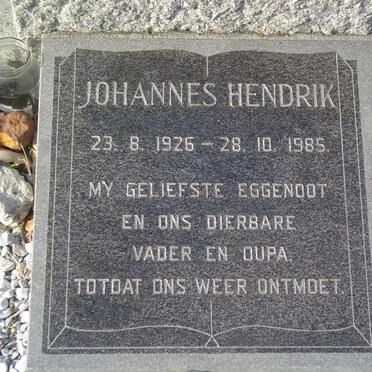 JOHANNES HENDRIK
23. 8. 1926 – 28. 10. 1985.
MY GELIEFSTE EGGENOOT
EN ONS DIERBARE
VADER EN OUPA.
TOTDAT ONS WEER ONTMOET.